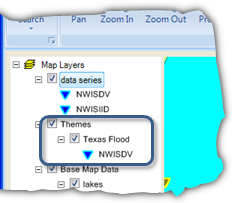 Search Pan Zoom In Zoom Out
Map Layers
data series
NWISDV
NWISIID
Themes
Texas Flood
NWISDV
Base Map Data
lakes